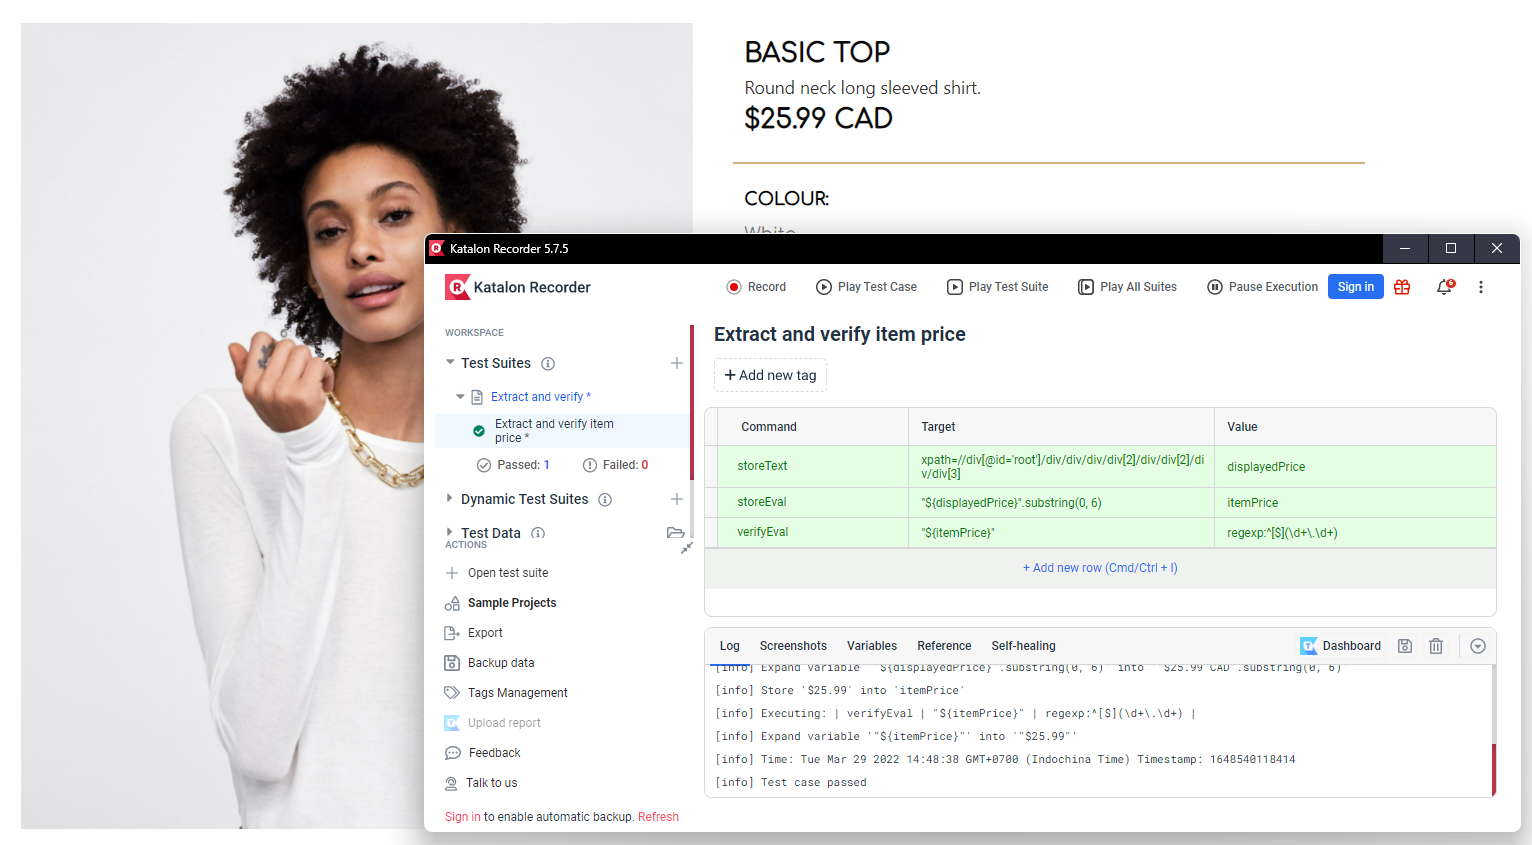 BASIC TOP
Round neck long sleeved shirt.
$25.99 CAD
COLOUR:
White
Katalon Recorder 5.7.5
Katalon Recorder
Record
Play Test Case
Play Test Suite
Play All Suites
Pause Execution
Sign in
6
WORKSPACE
Test Suites
Extract and verify *
Extract and verify item
price *
Passed: 1
Failed: 0
Dynamic Test Suites
Test Data
ACTIONS
Open test suite
Sample Projects
Export
Backup data
Tags Management
Upload report
Feedback
Talk to us
Sign in to enable automatic backup. Refresh
Extract and verify item price
+ Add new tag
Command Target Value
storeText
xpath=//div[@id='root']/div/div/div/div[2]/div/div[2]/di
v/div[3]
displayedPrice
storeEval "${displayedPrice}".substring(0, 6) itemPrice
verifyEval "${itemPrice}" regexp:^[$](\d+\.\d+)
+ Add new row (Cmd/Ctrl + I)
Log Screenshots Variables Reference Self-healing
Dashboard
[info] Expand variable '"${displayedPrice}".substring(0, 6)' into '"$25.99 CAD".substring(0, 6)'
[info] Store '$25.99' into 'itemPrice'
[info] Executing: | verifyEval | "${itemPrice}" | regexp:^[$](\d+\.\d+) |
[info] Expand variable '"${itemPrice}"' into '"$25.99"'
[info] Time: Tue Mar 29 2022 14:48:38 GMT+0700 (Indochina Time) Timestamp: 1648540118414
[info] Test case passed